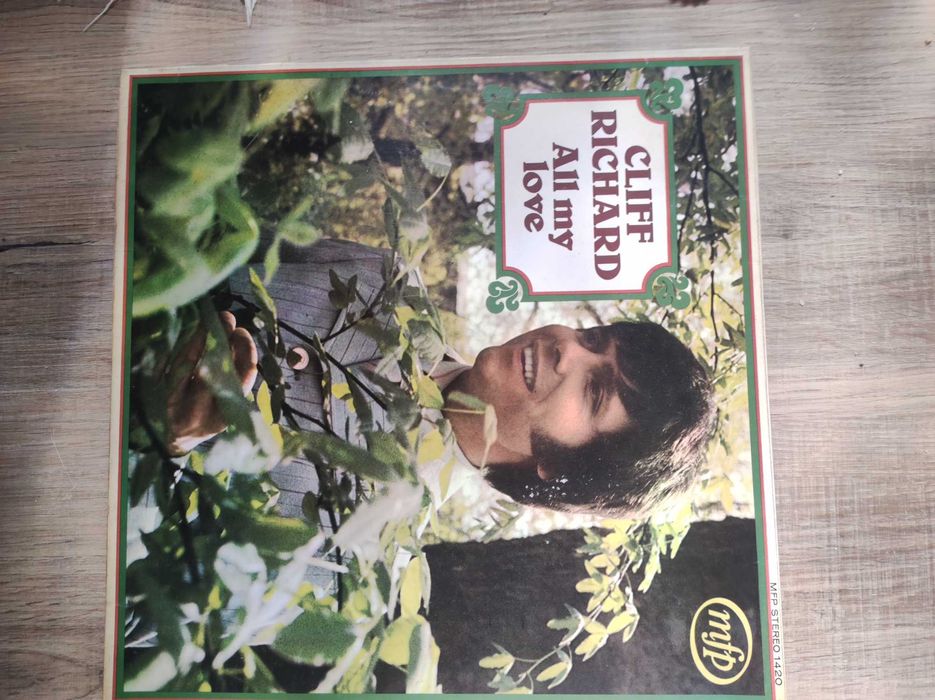 CLIFF
RICHARD
All my
love
mfp
MFP STEREO 1420